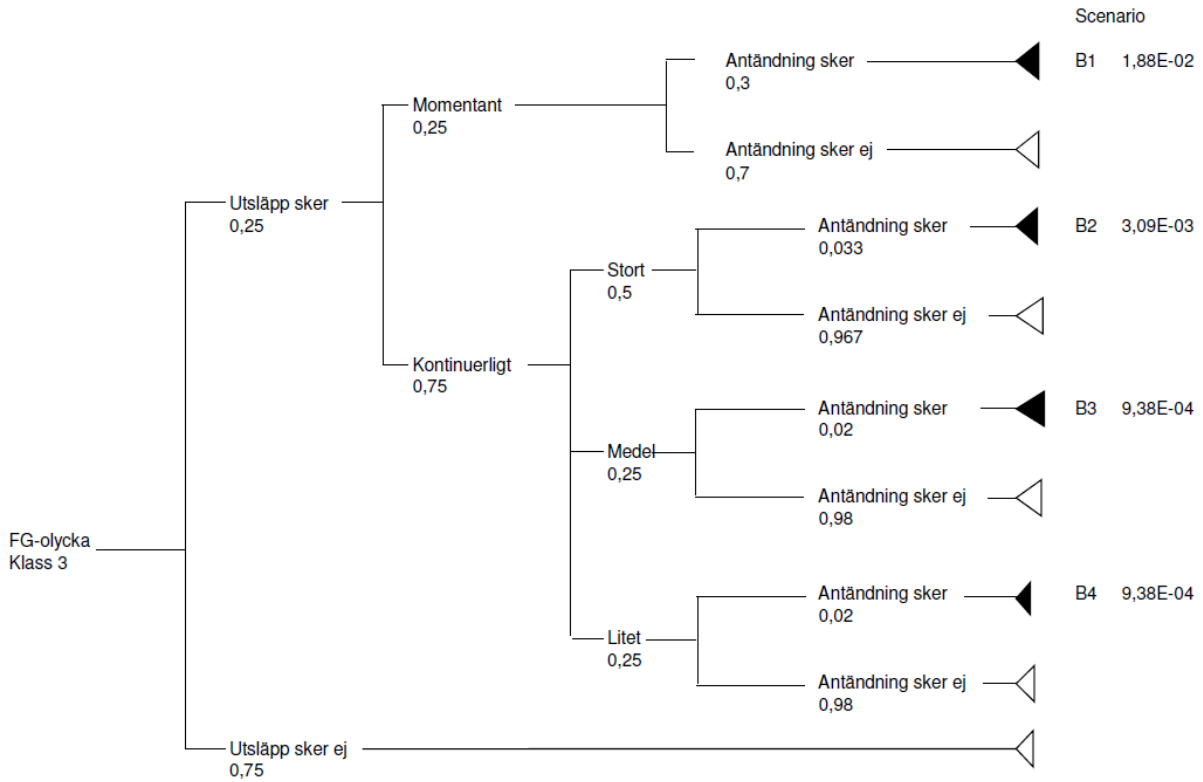 Scenario
Antändning sker
0,3
B1 1,88E-02
Momentant
0,25
Antändning sker ej
0,7
Utsläpp sker
0,25
Antändning sker
0,033
B2 3,09E-03
Stort
0,5
Antändning sker ej
0,967
Kontinuerligt
0,75
Antändning sker
0,02
B3 9,38E-04
Medel
0,25
Antändning sker ej
0,98
FG-olycka
Klass 3
Antändning sker
0,02
B4 9,38E-04
Litet
0,25
Antändning sker ej
0,98
Utsläpp sker ej
0,75